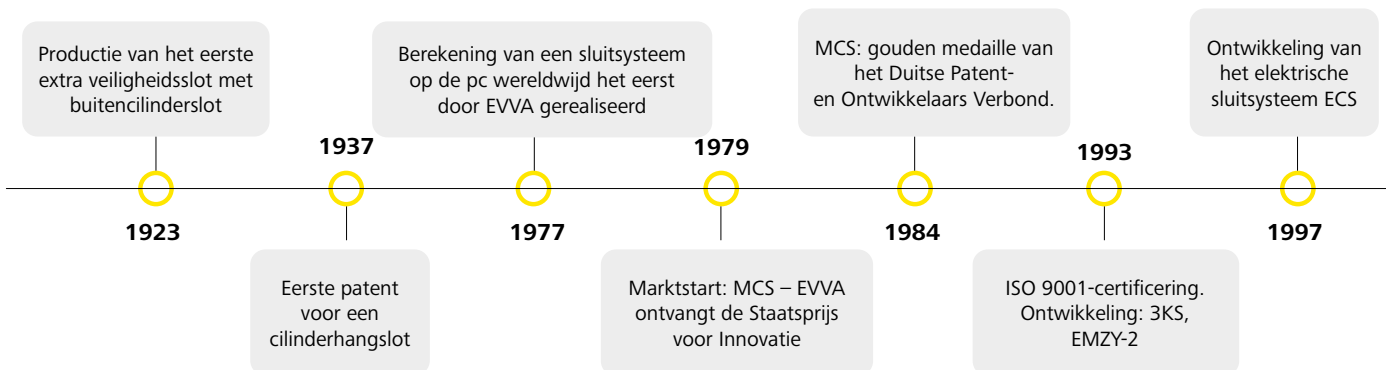 Productie van het eerste
extra veiligheidsslot met
buitencilinderslot
1923
1937
Eerste patent
voor een
cilinderhangslot
Berekening van een sluitsysteem
op de pc wereldwijd het eerst
door EVVA gerealiseerd
1977
1979
Marktstart: MCS – EVVA
ontvangt de Staatsprijs
voor Innovatie
MCS: gouden medaille van
het Duitse Patent-
en Ontwikkelaars Verbond.
1984
1993
ISO 9001-certificering.
Ontwikkeling: 3KS,
EMZY-2
Ontwikkeling van
het elektrische
sluitsysteem ECS
1997